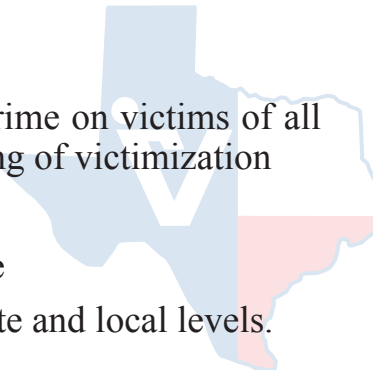 rime on victims of all
ng of victimization
e
te and local levels.